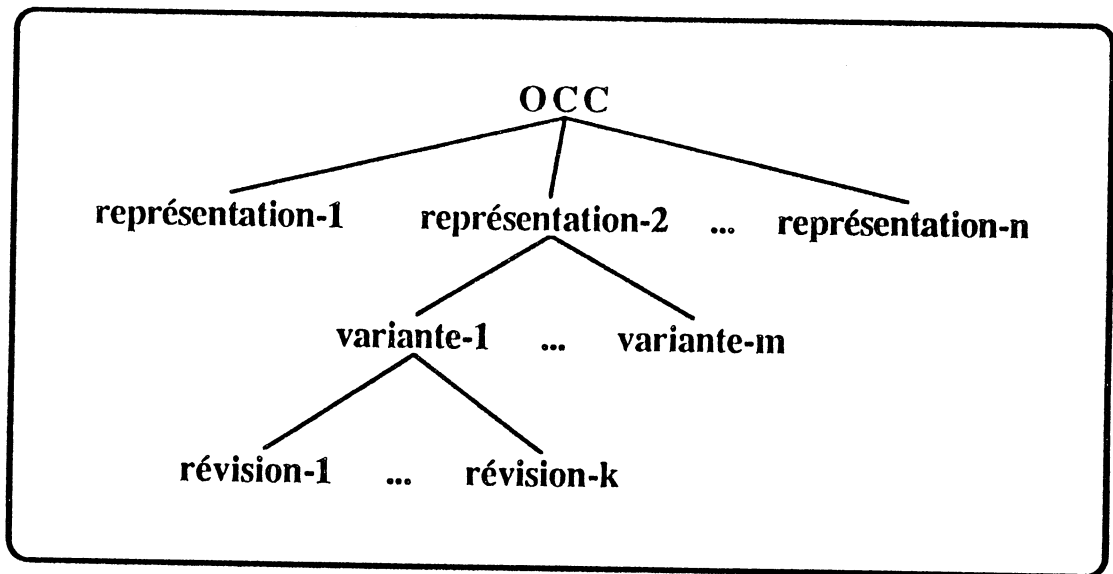 OCC
représentation-1 représentation-2 ... représentation-n
variante-1 ... variante-m
révision-1 ... révision-k